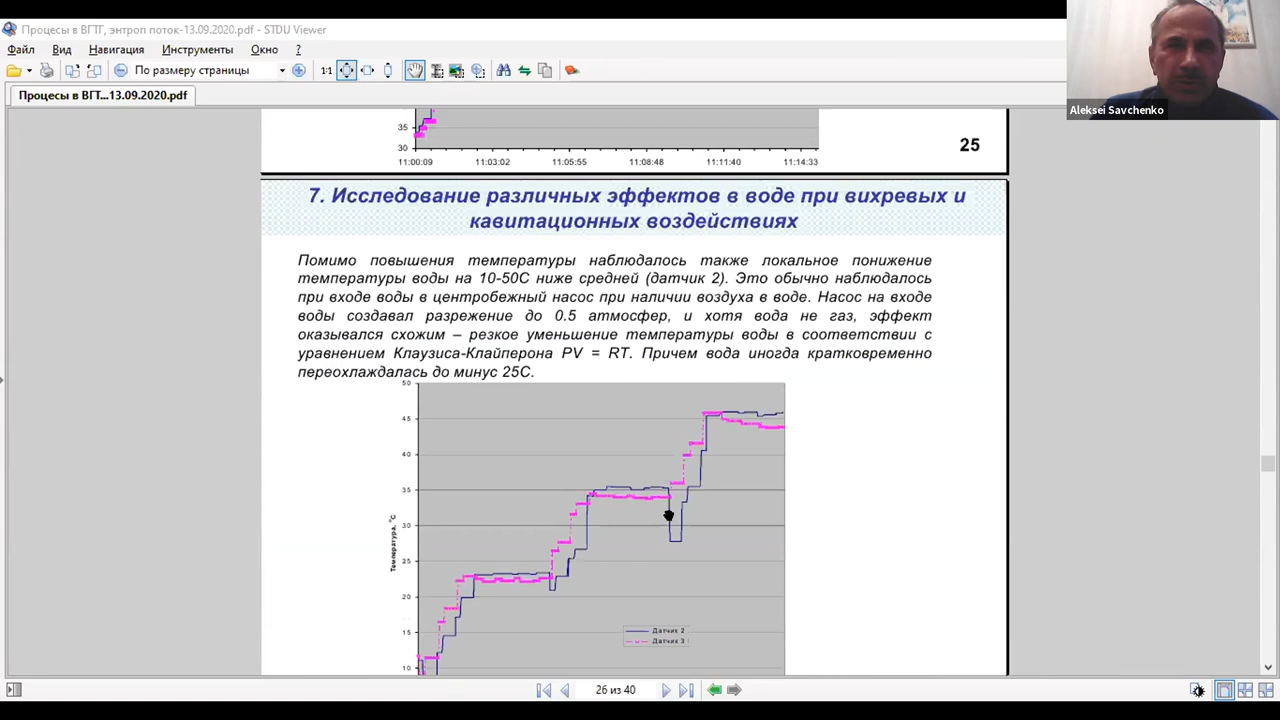 Процесы в ВГТГ, энтроп поток-13.09.2020.pdf - STDU Viewer
Файл Вид Навигация Инструменты Окно ?
1:1 По размеру страницы
Процесы в ВГТ...13.09.2020.pdf
Aleksei Savchenko
35
30
11:00:09 11:03:02 11:05:55 11:08:48 11:11:40 11:14:33
25
7. Исследование различных эффектов в воде при вихревых и
кавитационных воздействиях
Помимо повышения температуры наблюдалось также локальное понижение
температуры воды на 10-50С ниже средней (датчик 2). Это обычно наблюдалось
при входе воды в центробежный насос при наличии воздуха в воде. Насос на входе
воды создавал разрежение до 0.5 атмосфер, и хотя вода не газ, эффект
оказывался схожим – резкое уменьшение температуры воды в соответствии с
уравнением Клаузиса-Клайперона PV = RT. Причем вода иногда кратковременно
переохлаждалась до минус 25С.
50
45
40
35
30
25
20
15
10
Температура, °С
Датчик 2
Датчик 3
26 из 40